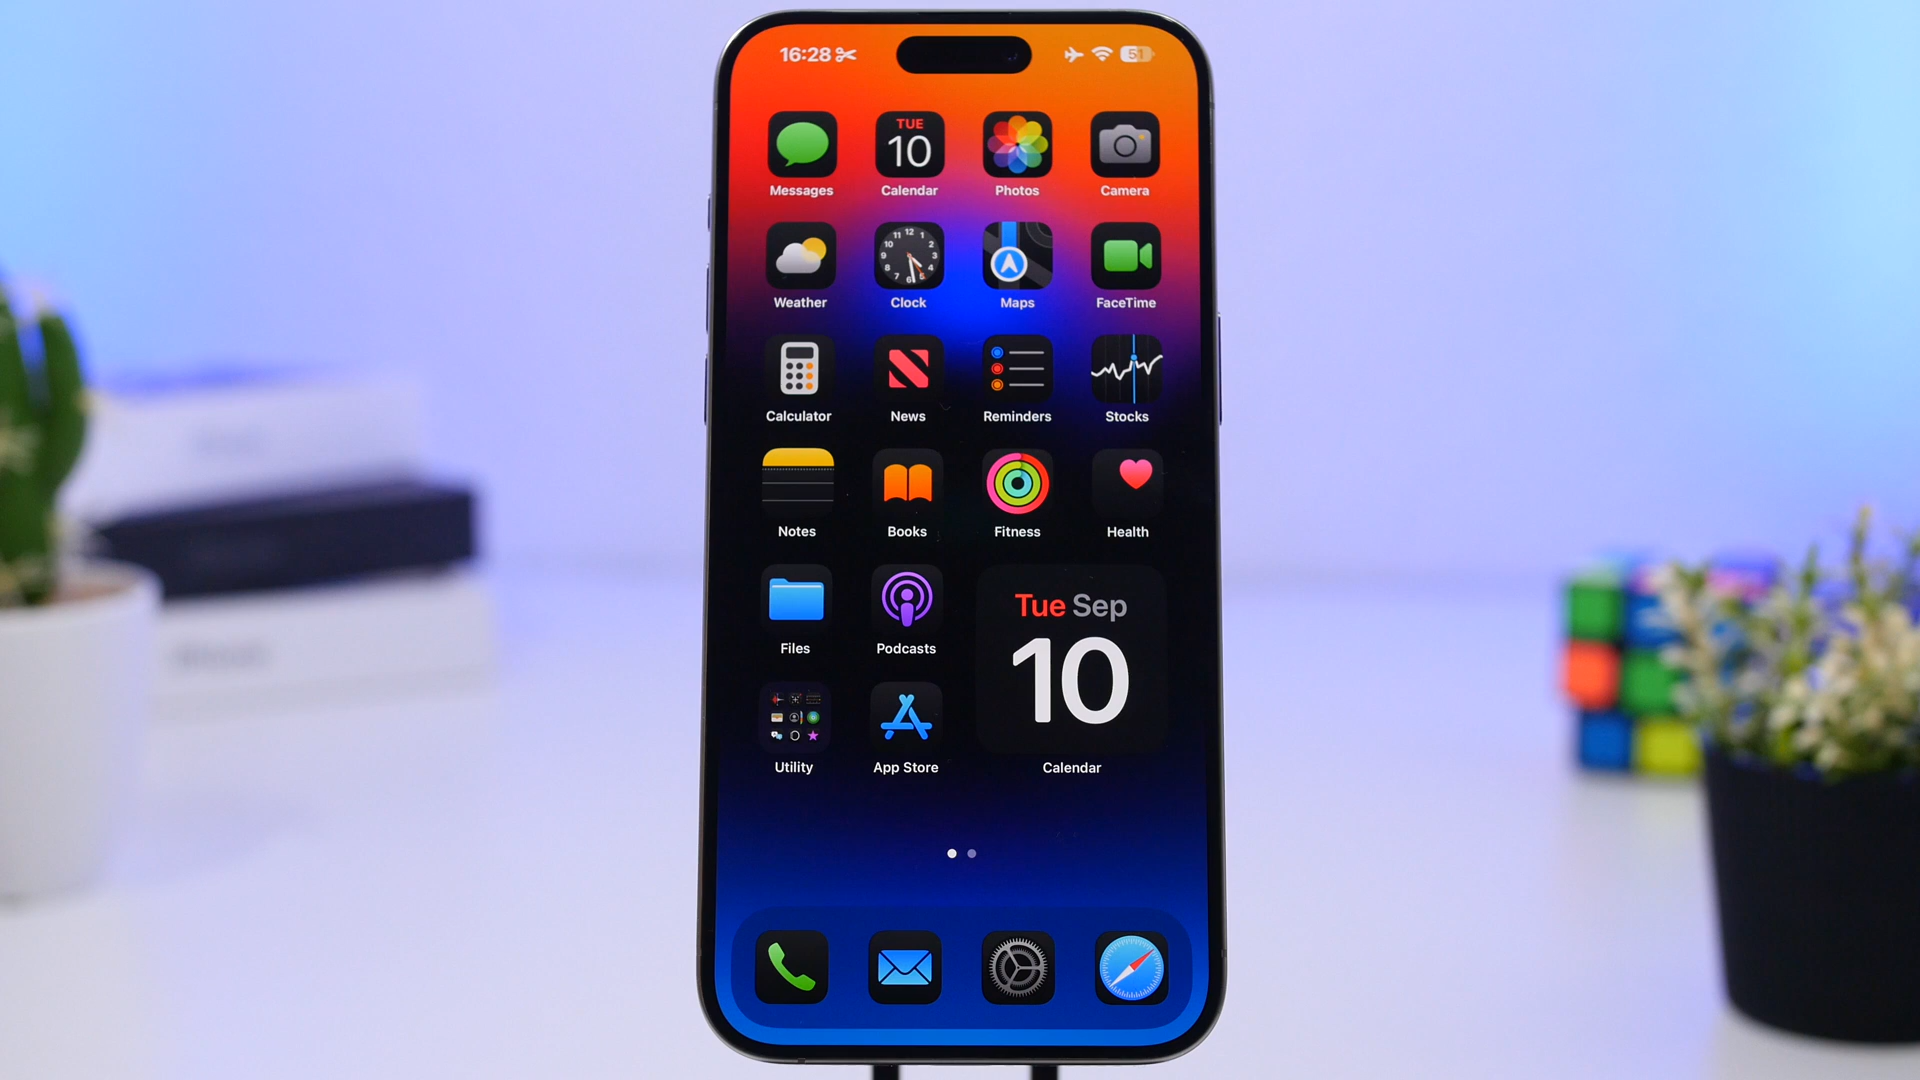 16:28 51
TUE
10
Messages Calendar Photos Camera
Weather Clock Maps FaceTime
Calculator News Reminders Stocks
Notes Books Fitness Health
Tue Sep
10
Files Podcasts
Utility App Store Calendar